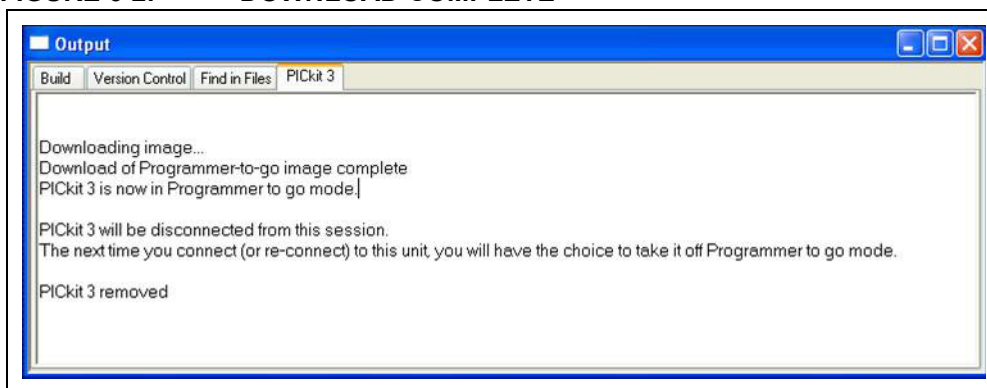 DOWNLOAD COMPLETE
Output
Build Version Control Find in Files PICkit 3
Downloading image...
Download of Programmer-to-go image complete
PICkit 3 is now in Programmer to go mode.
PICkit 3 will be disconnected from this session.
The next time you connect (or re-connect) to this unit, you will have the choice to take it off Programmer to go mode.
PICkit 3 removed